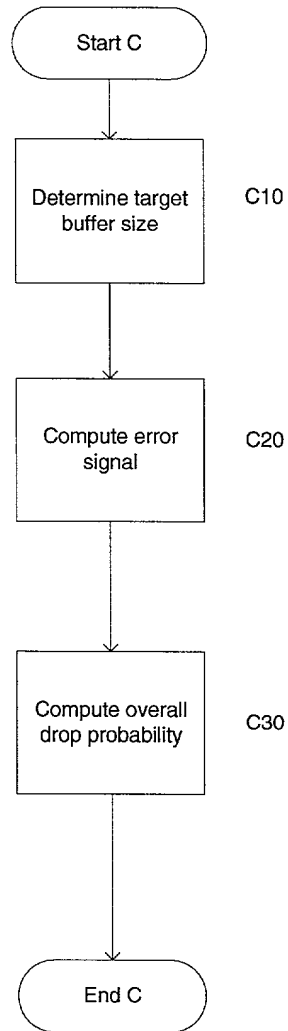 Start C
Determine target
buffer size
C10
Compute error
signal
C20
Compute overall
drop probability
C30
End C